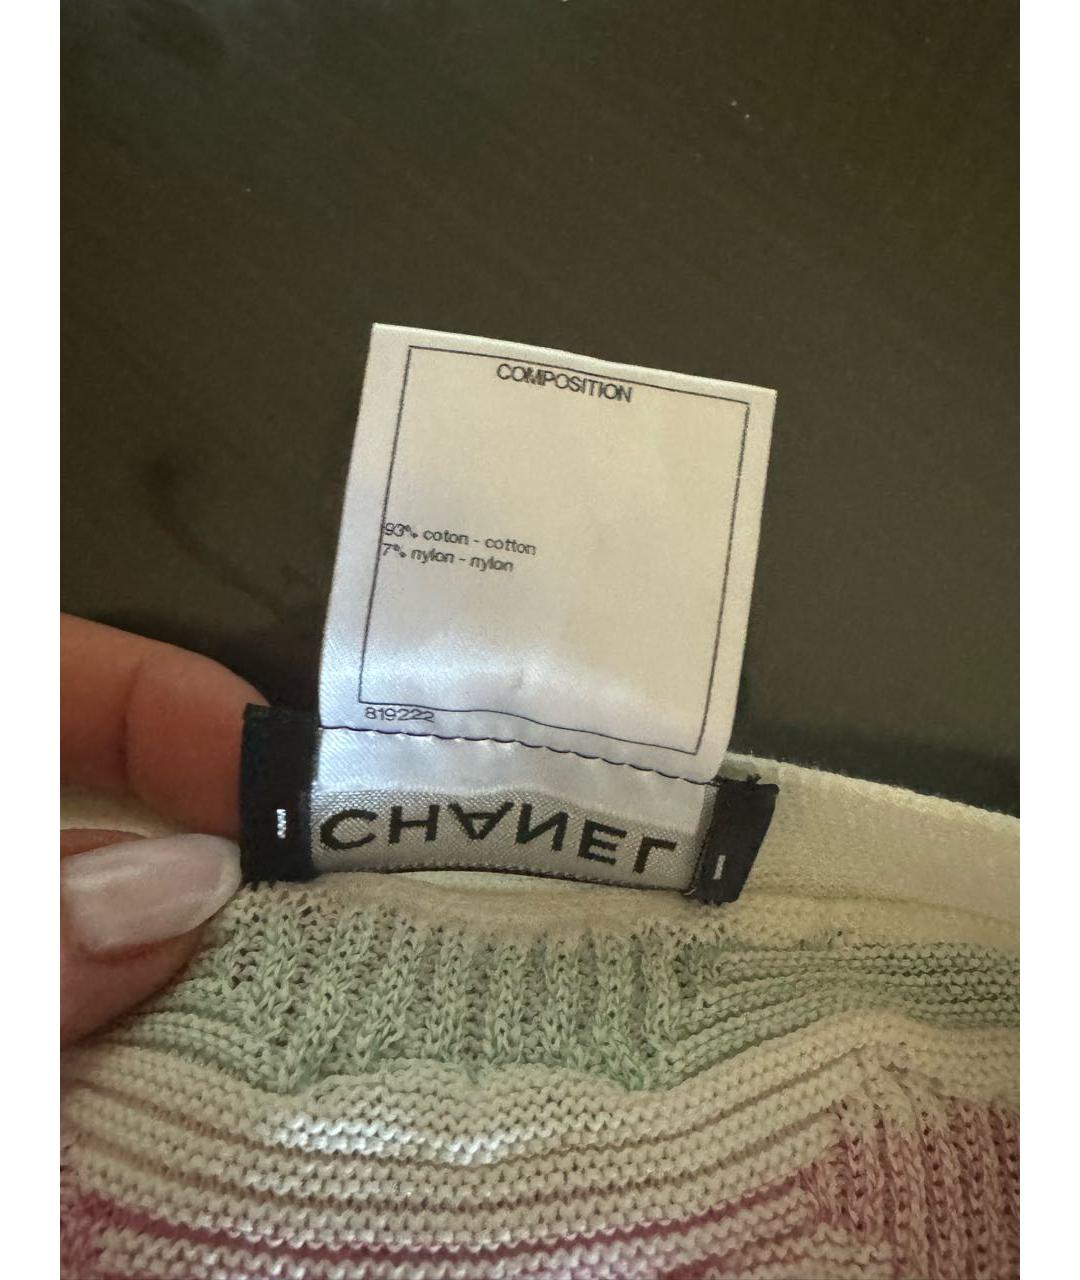 COMPOSITION
93% coton - cotton
7% nylon - nylon
819222
CHANEL